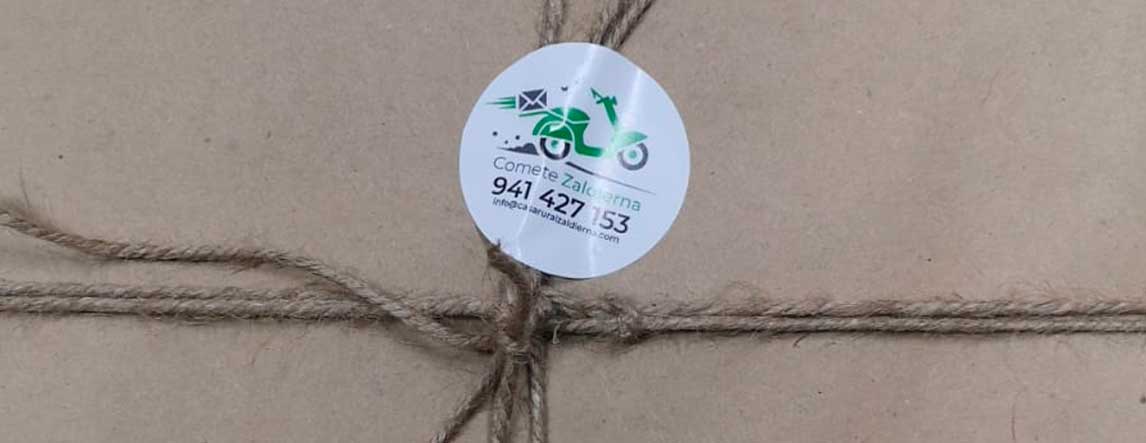 Comete Zaldierna
941 427 153
info@casaruralzaldierna.com